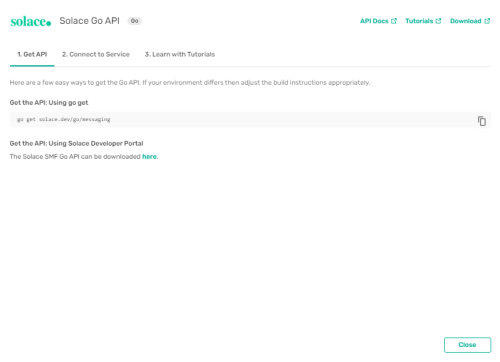 solace. Solace Go API Go API Docs Tutorials Download
1. Get API 2. Connect to Service 3. Learn with Tutorials
Here are a few easy ways to get the Go API. If your environment differs then adjust the build instructions appropriately.
Get the API: Using go get
go get solace.dev/go/messaging
Get the API: Using Solace Developer Portal
The Solace SMF Go API can be downloaded here.
Close